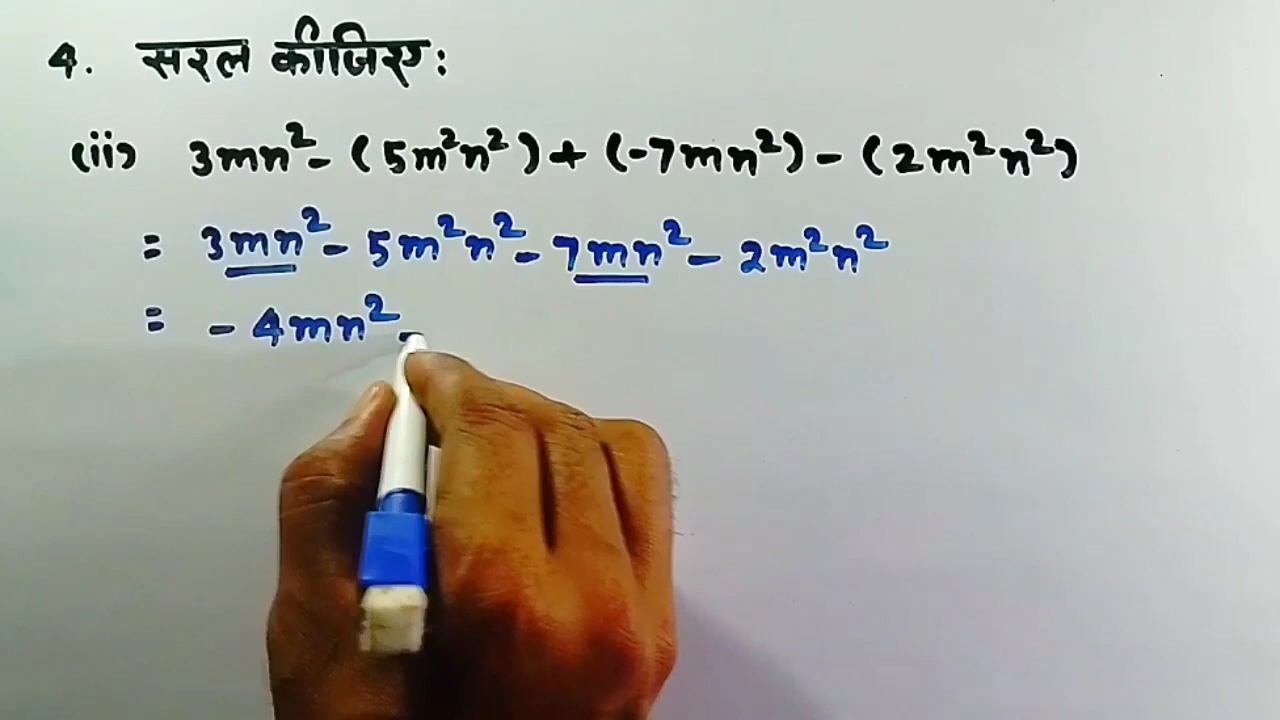 4. सरल कीजिए:
(ii) 3mn² - (5m²n²) + (-7mn²) - (2m²n²)
= 3mn² - 5m²n² - 7mn² - 2m²n²
= - 4mn² -